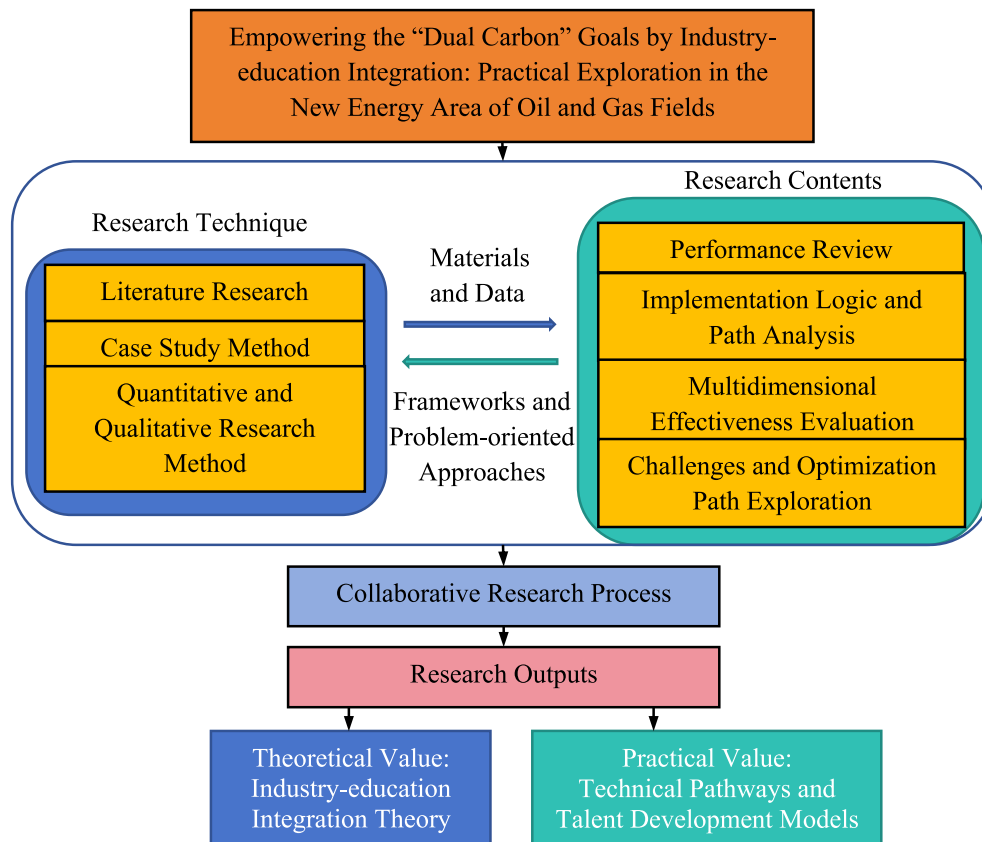 Empowering the “Dual Carbon” Goals by Industry-
education Integration: Practical Exploration in the
New Energy Area of Oil and Gas Fields
Research Technique
Literature Research
Case Study Method
Quantitative and
Qualitative Research
Method
Materials
and Data
Frameworks and
Problem-oriented
Approaches
Research Contents
Performance Review
Implementation Logic and
Path Analysis
Multidimensional
Effectiveness Evaluation
Challenges and Optimization
Path Exploration
Collaborative Research Process
Research Outputs
Theoretical Value:
Industry-education
Integration Theory
Practical Value:
Technical Pathways and
Talent Development Models